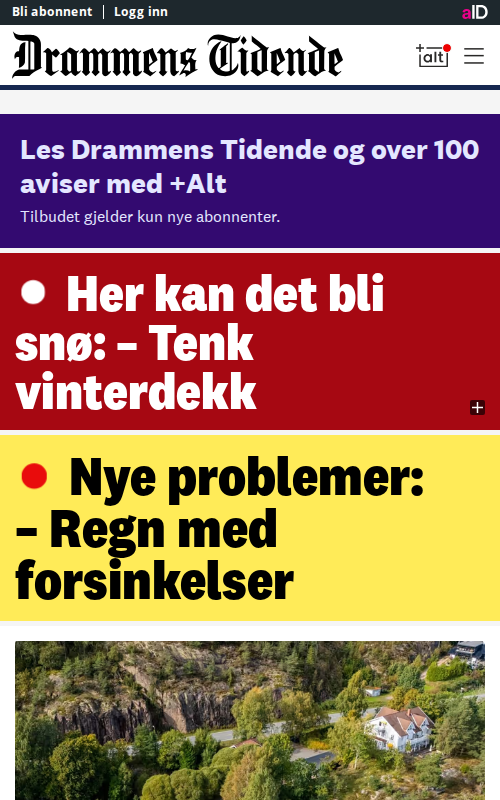 Bli abonnent | Logg inn
aID
Drammens Tidende
+alt
Les Drammens Tidende og over 100
aviser med +Alt
Tilbudet gjelder kun nye abonnenter.
Her kan det bli
snø: – Tenk
vinterdekk
+
Nye problemer:
– Regn med
forsinkelser